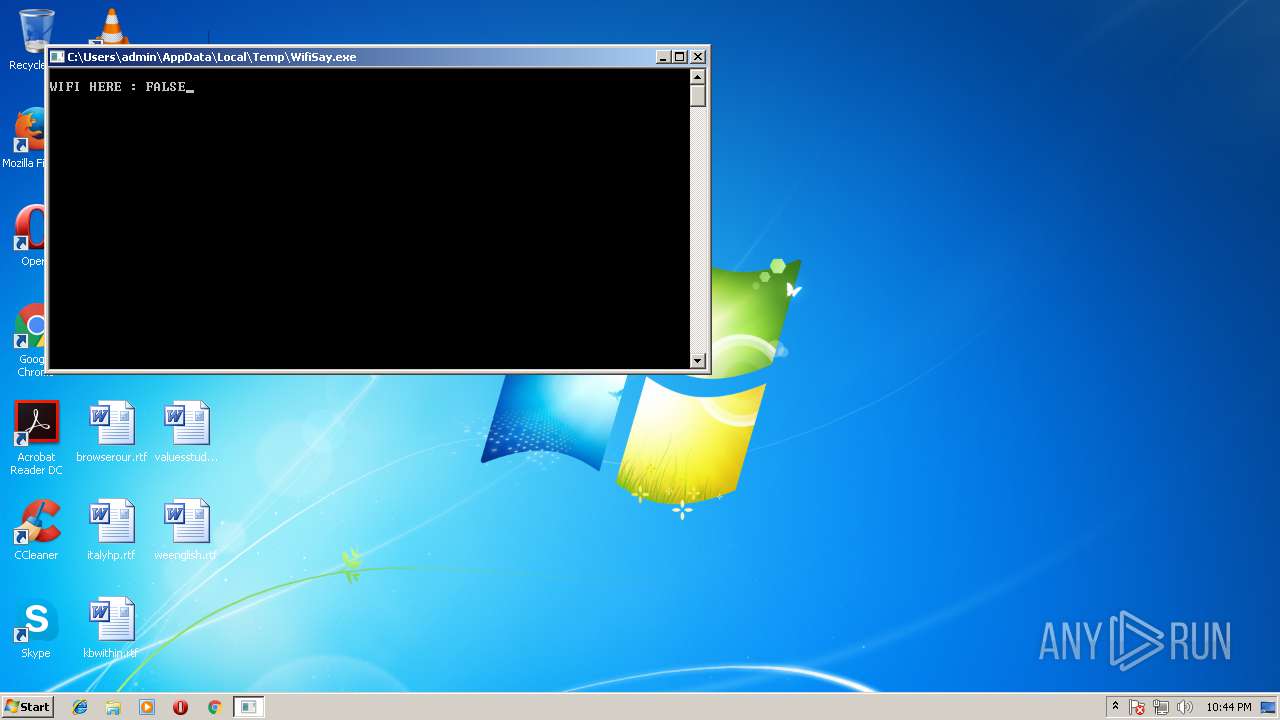 Recycle
C:\Users\admin\AppData\Local\Temp\WifiSay.exe
WIFI HERE : FALSE_
Mozilla Fi
Oper
Goog
Chro
Acrobat
Reader DC
browserour.rtf
valuesstud...
CCleaner
italyhp.rtf
weenglish.rtf
Skype
kbwithin.rtf
ANY RUN
Start
10:44 PM